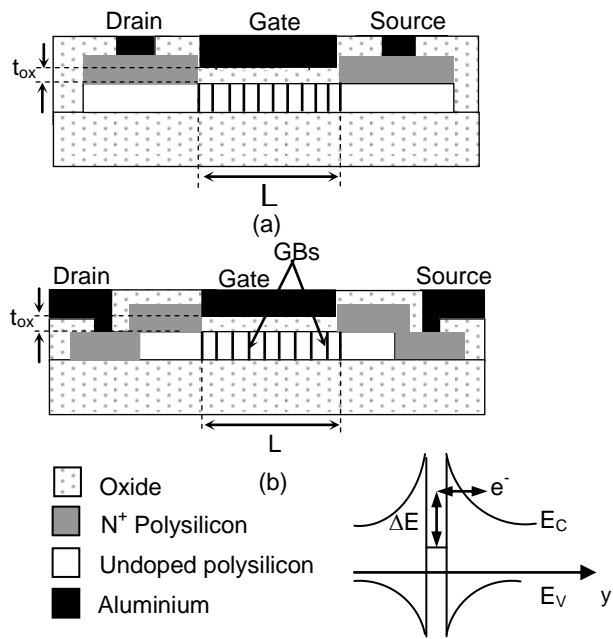 Drain Gate Source
tox
L
(a)
GBs
Drain Gate Source
tox
L
(b)
Oxide
N+ Polysilicon
Undoped polysilicon
Aluminium
e-
ΔE
EC
EV
y